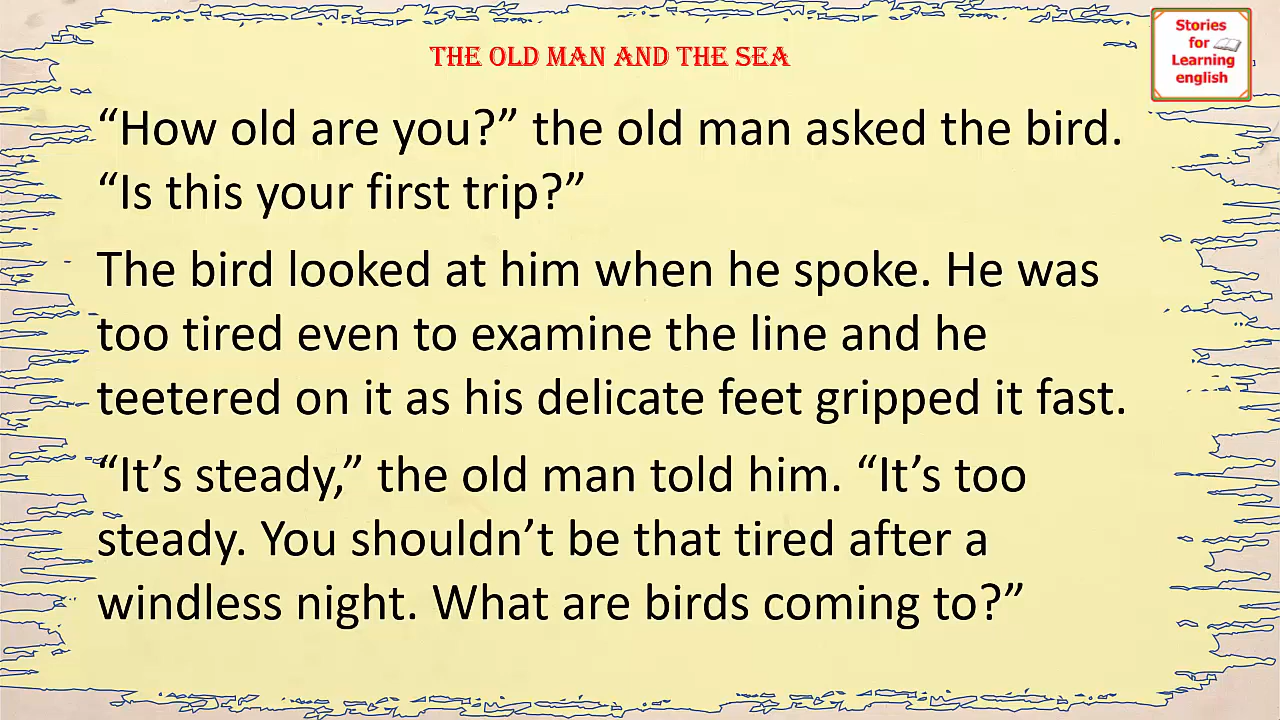 THE OLD MAN AND THE SEA
Stories
for
Learning
english
“How old are you?” the old man asked the bird.
“Is this your first trip?”
The bird looked at him when he spoke. He was
too tired even to examine the line and he
teetered on it as his delicate feet gripped it fast.
“It’s steady,” the old man told him. “It’s too
steady. You shouldn’t be that tired after a
windless night. What are birds coming to?”